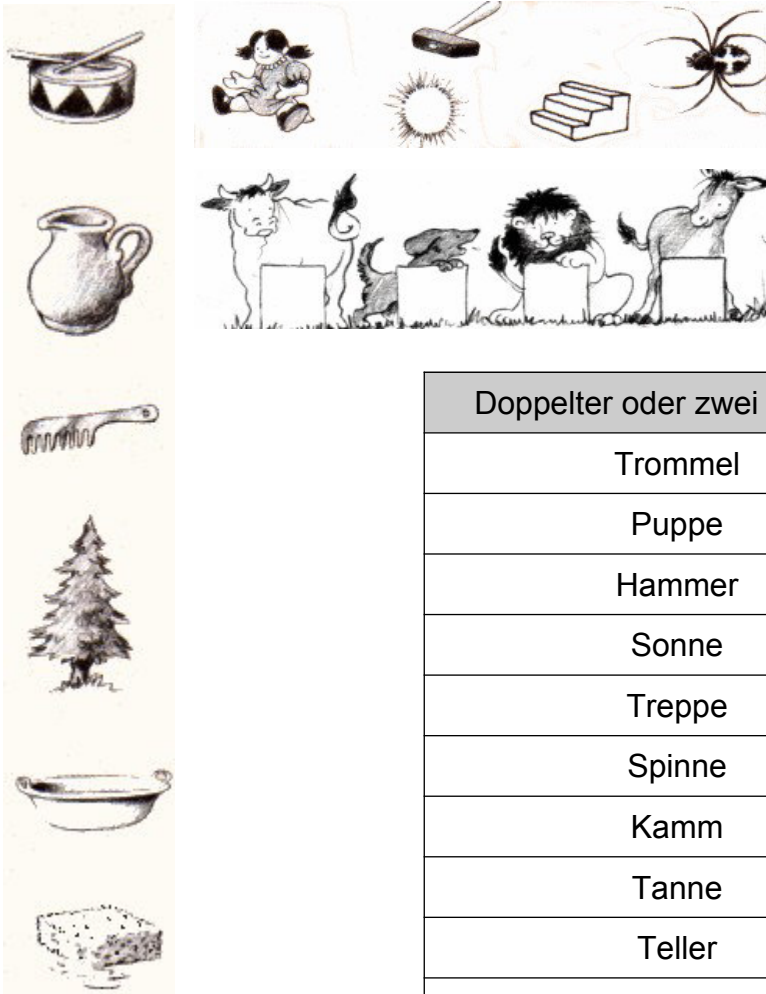 Doppelter oder zwei
Trommel
Puppe
Hammer
Sonne
Treppe
Spinne
Kamm
Tanne
Teller